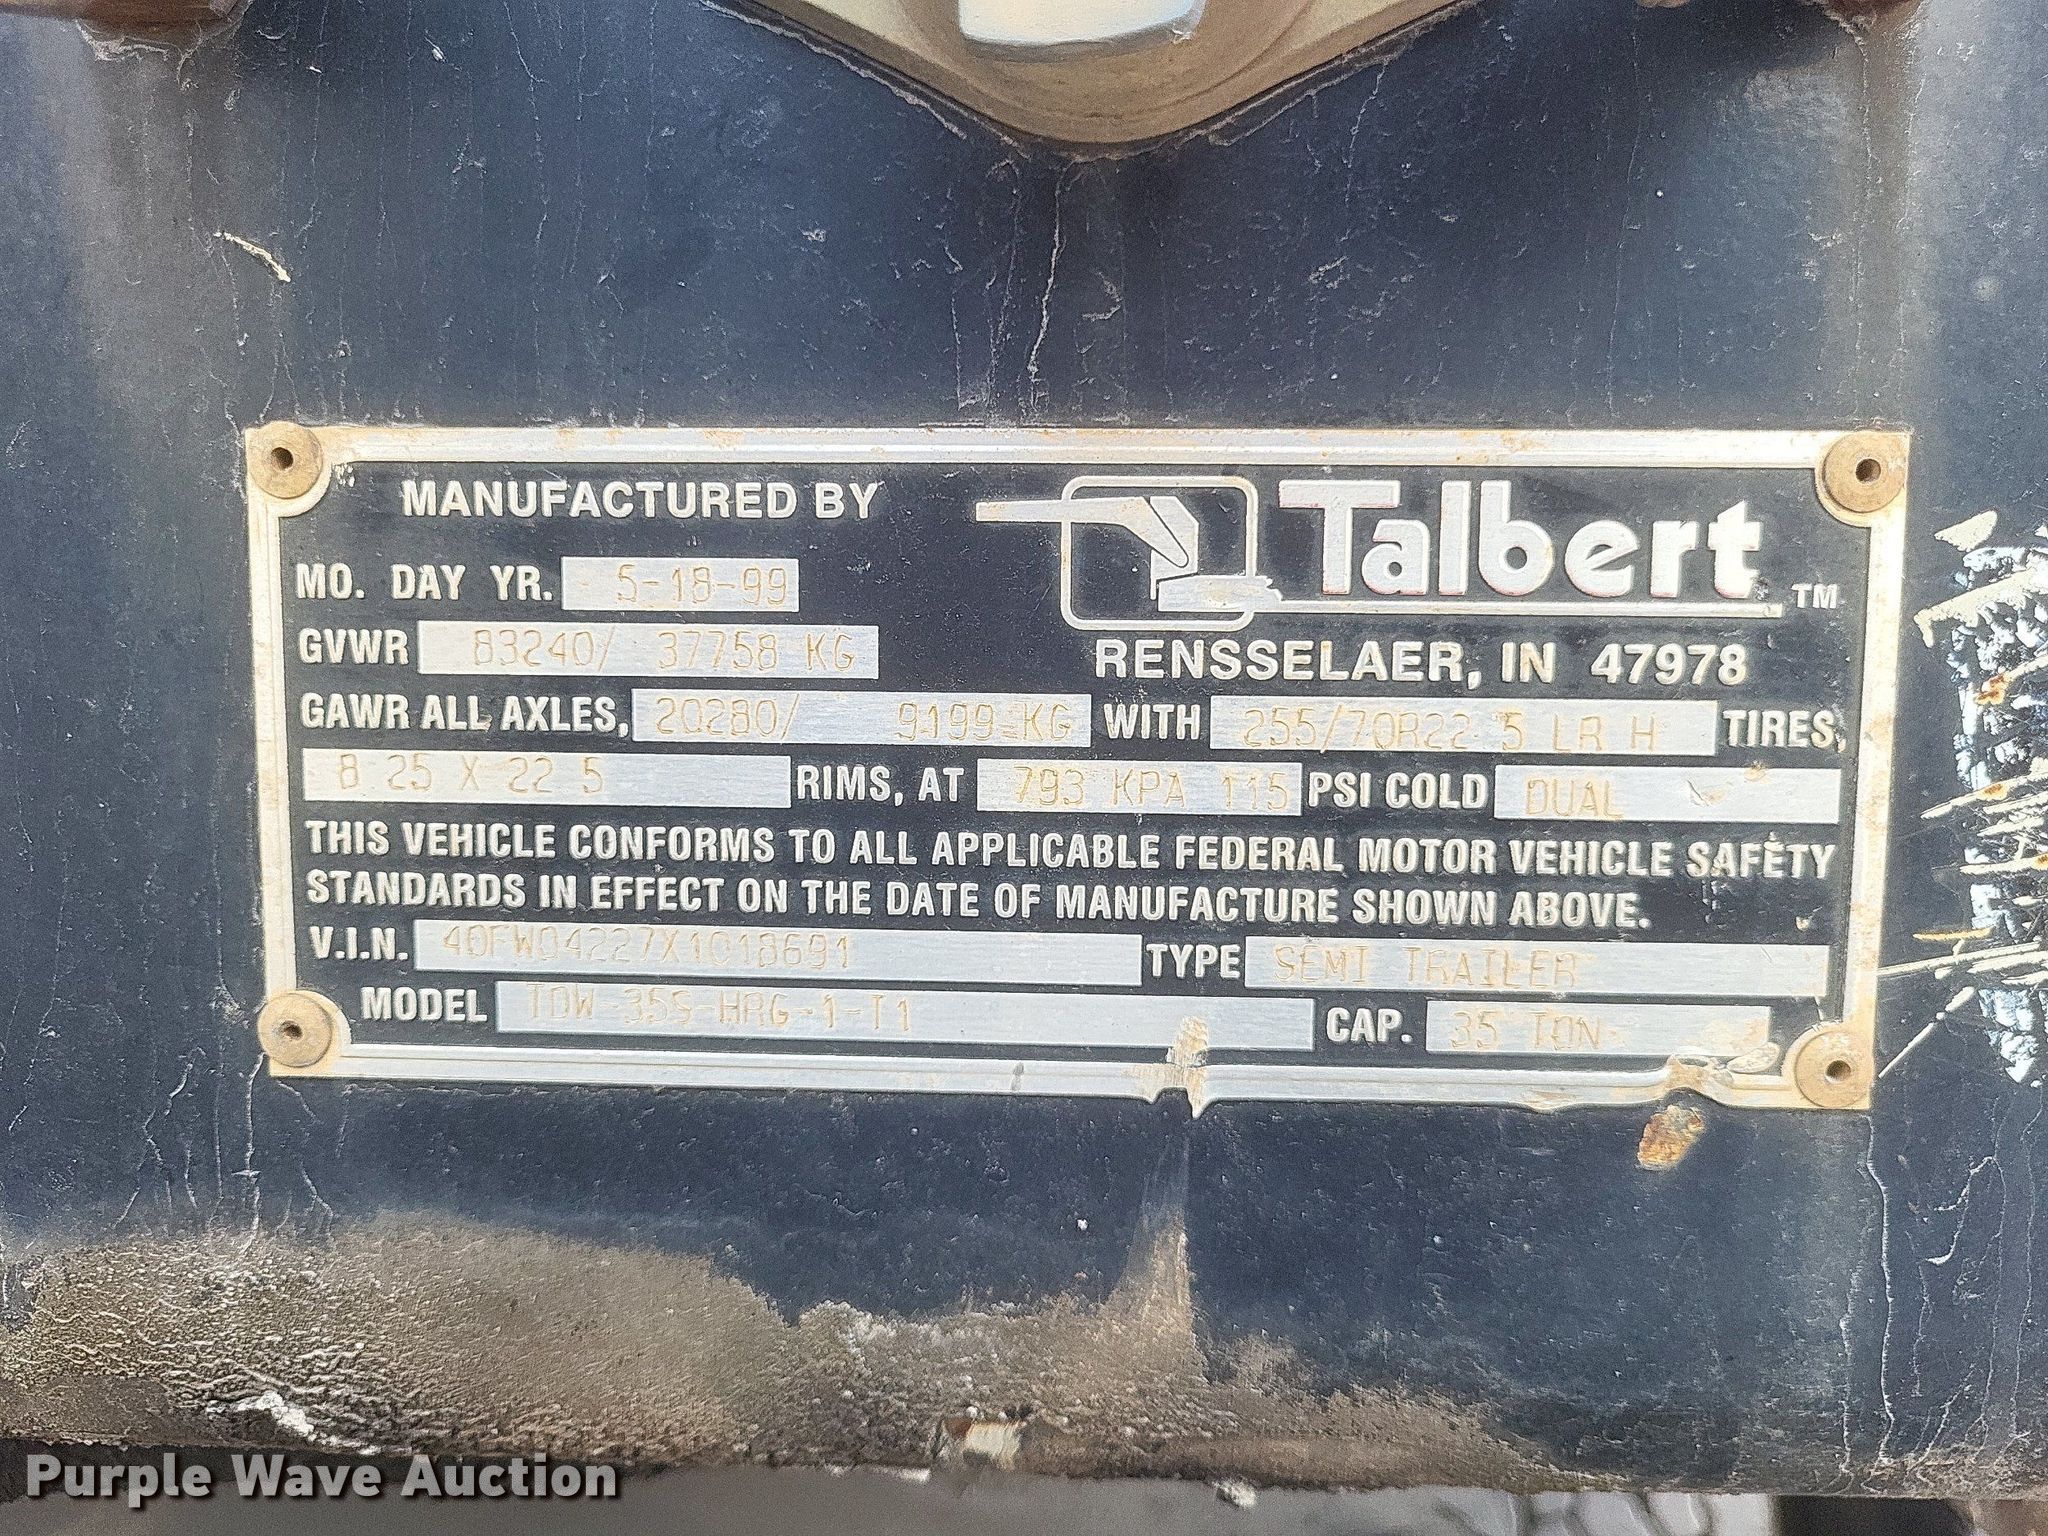 MANUFACTURED BY Talbert TM
MO. DAY YR. 5-18-99
RENSSELAER, IN 47978
GVWR 83240/ 37758 KG
GAWR ALL AXLES, 20280/ 9199 KG WITH 255/70R22 5 LR H TIRES,
8 25 X 22 5 RIMS, AT 793 KPA 115 PSI COLD DUAL
THIS VEHICLE CONFORMS TO ALL APPLICABLE FEDERAL MOTOR VEHICLE SAFETY
STANDARDS IN EFFECT ON THE DATE OF MANUFACTURE SHOWN ABOVE.
V.I.N. 40FW04227X1018691 TYPE SEMI TRAILER
MODEL TDW-35S-HRG-1-T1 CAP. 35 TON
Purple Wave Auction